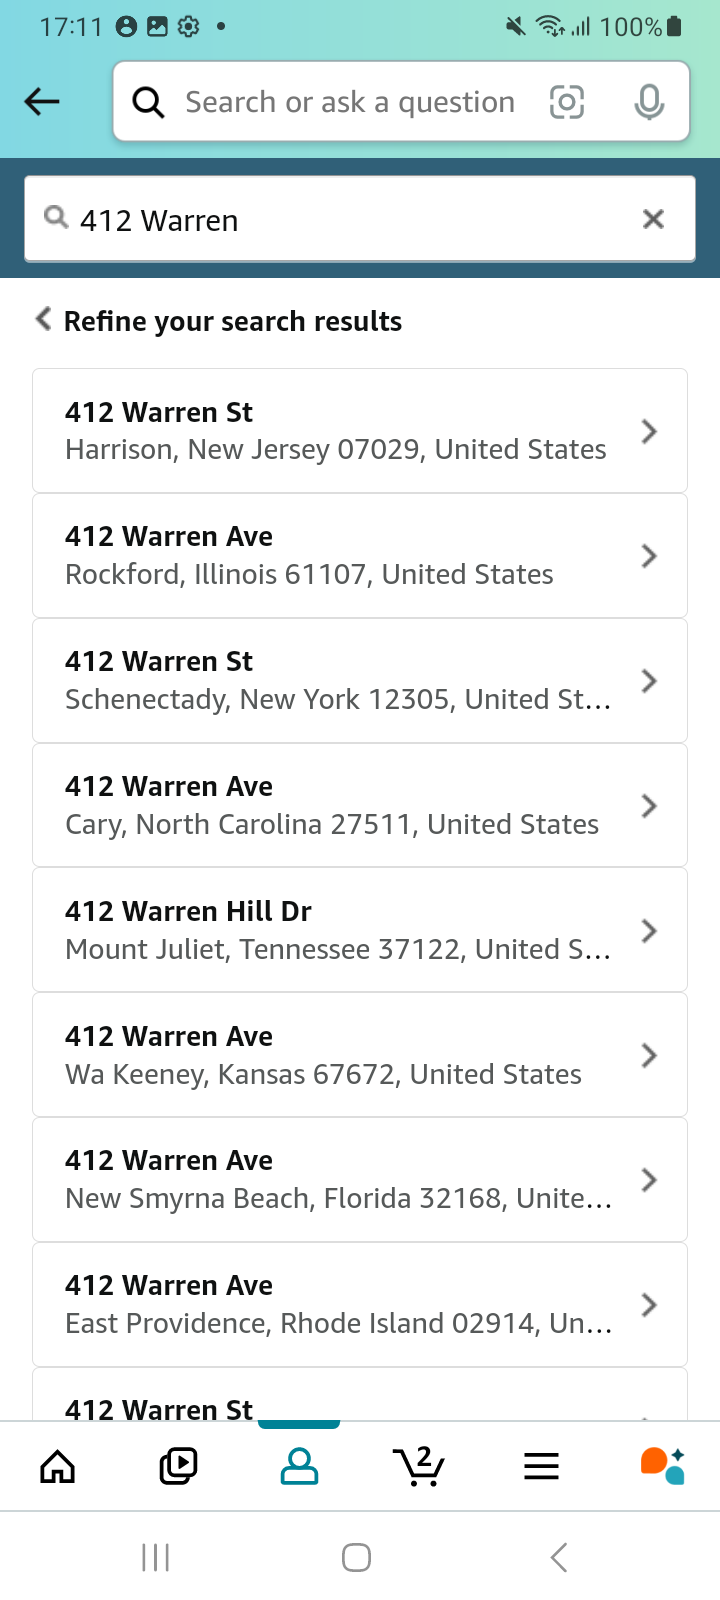 17:11
100%
Search or ask a question
412 Warren
Refine your search results
412 Warren St
Harrison, New Jersey 07029, United States
412 Warren Ave
Rockford, Illinois 61107, United States
412 Warren St
Schenectady, New York 12305, United St...
412 Warren Ave
Cary, North Carolina 27511, United States
412 Warren Hill Dr
Mount Juliet, Tennessee 37122, United S...
412 Warren Ave
Wa Keeney, Kansas 67672, United States
412 Warren Ave
New Smyrna Beach, Florida 32168, Unite...
412 Warren Ave
East Providence, Rhode Island 02914, Un...
412 Warren St
2